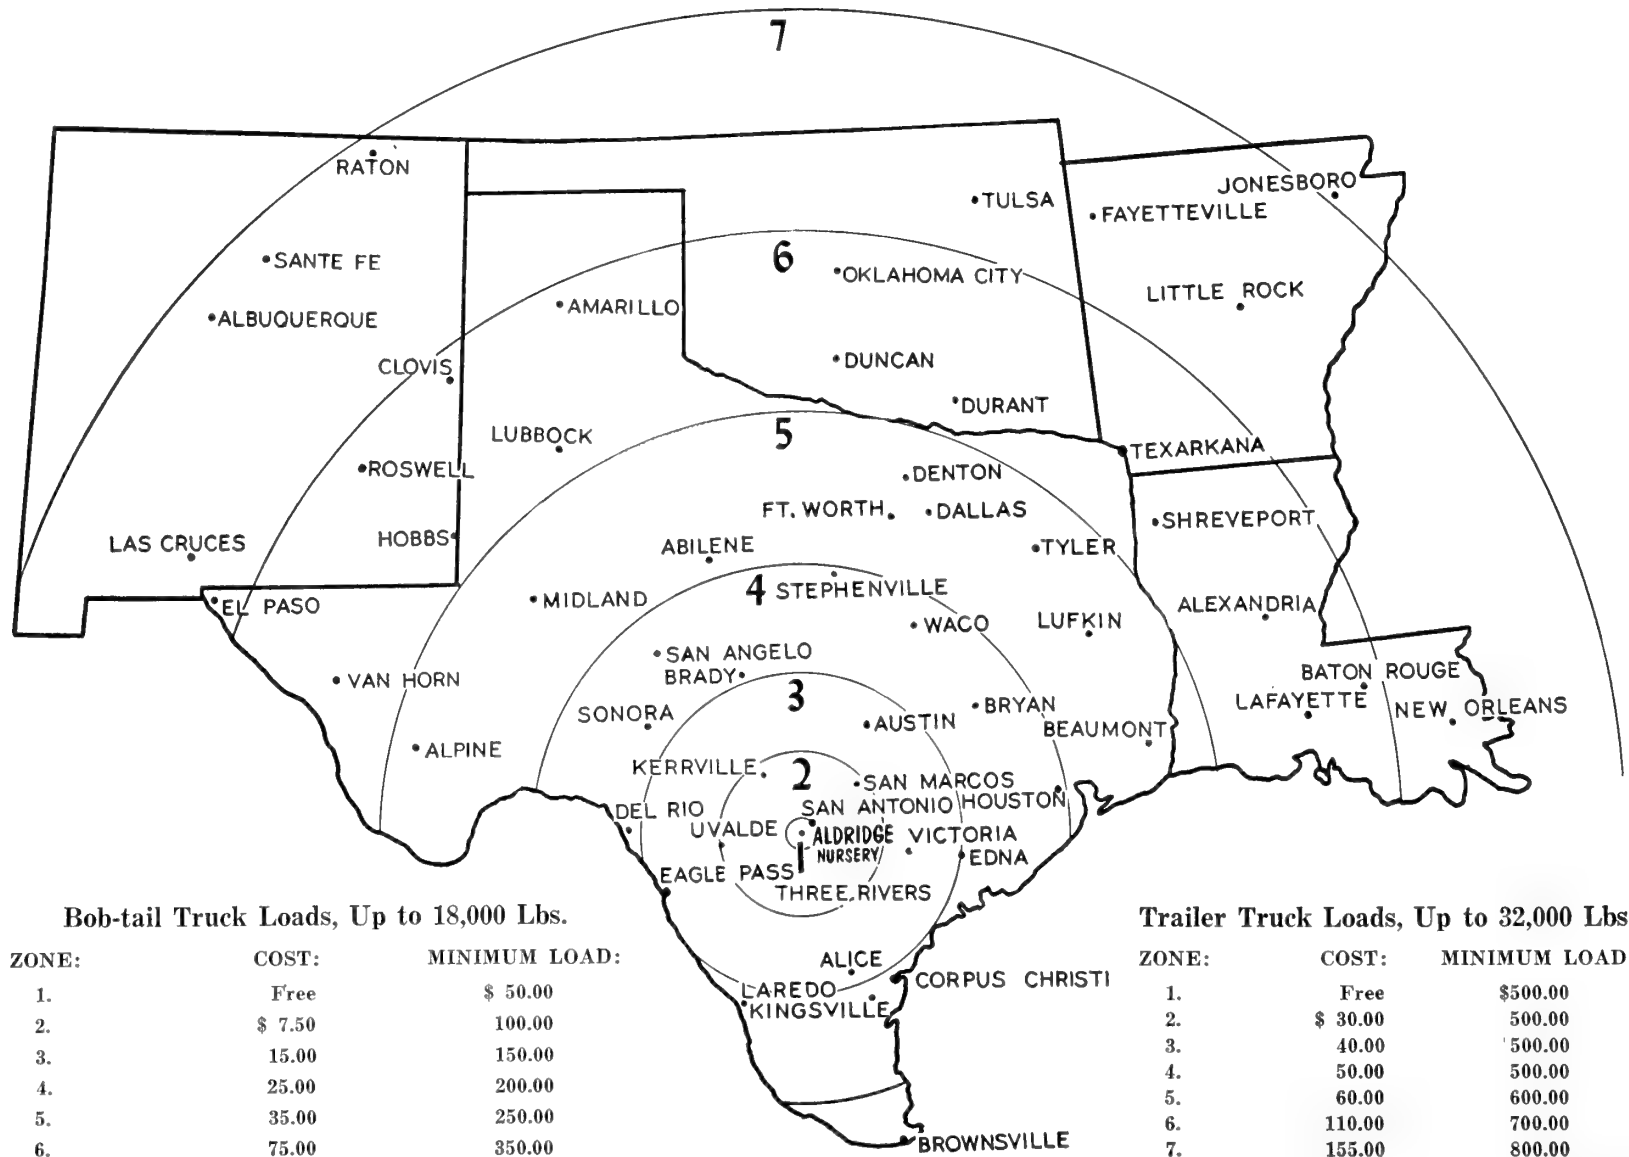 7
RATON
JONESBORO
TULSA
FAYETTEVILLE
SANTE FE
6
OKLAHOMA CITY
LITTLE ROCK
AMARILLO
ALBUQUERQUE
CLOVIS
DUNCAN
DURANT
5
LUBBOCK
TEXARKANA
ROSWELL
DENTON
FT. WORTH
DALLAS
SHREVEPORT
LAS CRUCES
HOBBS
ABILENE
TYLER
4
STEPHENVILLE
EL PASO
MIDLAND
ALEXANDRIA
WACO
LUFKIN
SAN ANGELO
BRADY
VAN HORN
BATON ROUGE
3
LAFAYETTE
NEW ORLEANS
SONORA
AUSTIN
BRYAN
BEAUMONT
ALPINE
KERRVILLE
2
SAN MARCOS
DEL RIO
SAN ANTONIO
HOUSTON
UVALDE
ALDRIDGE
NURSERY
VICTORIA
1
EDNA
EAGLE PASS
THREE RIVERS
ALICE
CORPUS CHRISTI
LAREDO
KINGSVILLE
BROWNSVILLE
Bob-tail Truck Loads, Up to 18,000 Lbs.
ZONE: COST: MINIMUM LOAD:
1. Free $ 50.00
2. $ 7.50 100.00
3. 15.00 150.00
4. 25.00 200.00
5. 35.00 250.00
6. 75.00 350.00
Trailer Truck Loads, Up to 32,000 Lbs
ZONE: COST: MINIMUM LOAD
1. Free $500.00
2. $ 30.00 500.00
3. 40.00 500.00
4. 50.00 500.00
5. 60.00 600.00
6. 110.00 700.00
7. 155.00 800.00